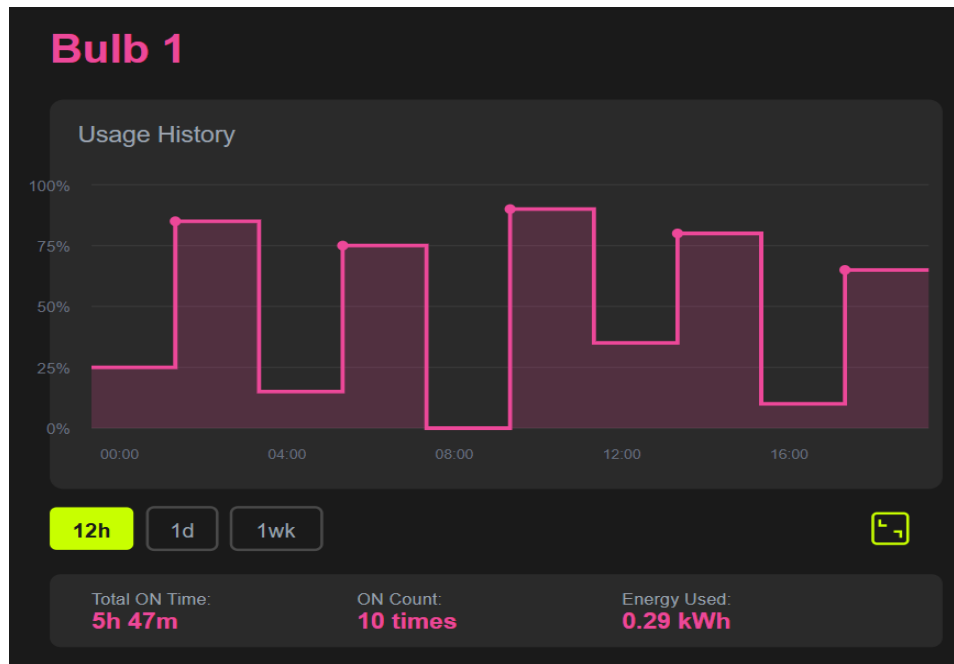 Bulb 1
Usage History
100%
75%
50%
25%
0%
00:00 04:00 08:00 12:00 16:00
12h 1d 1wk
Total ON Time: ON Count: Energy Used:
5h 47m 10 times 0.29 kWh